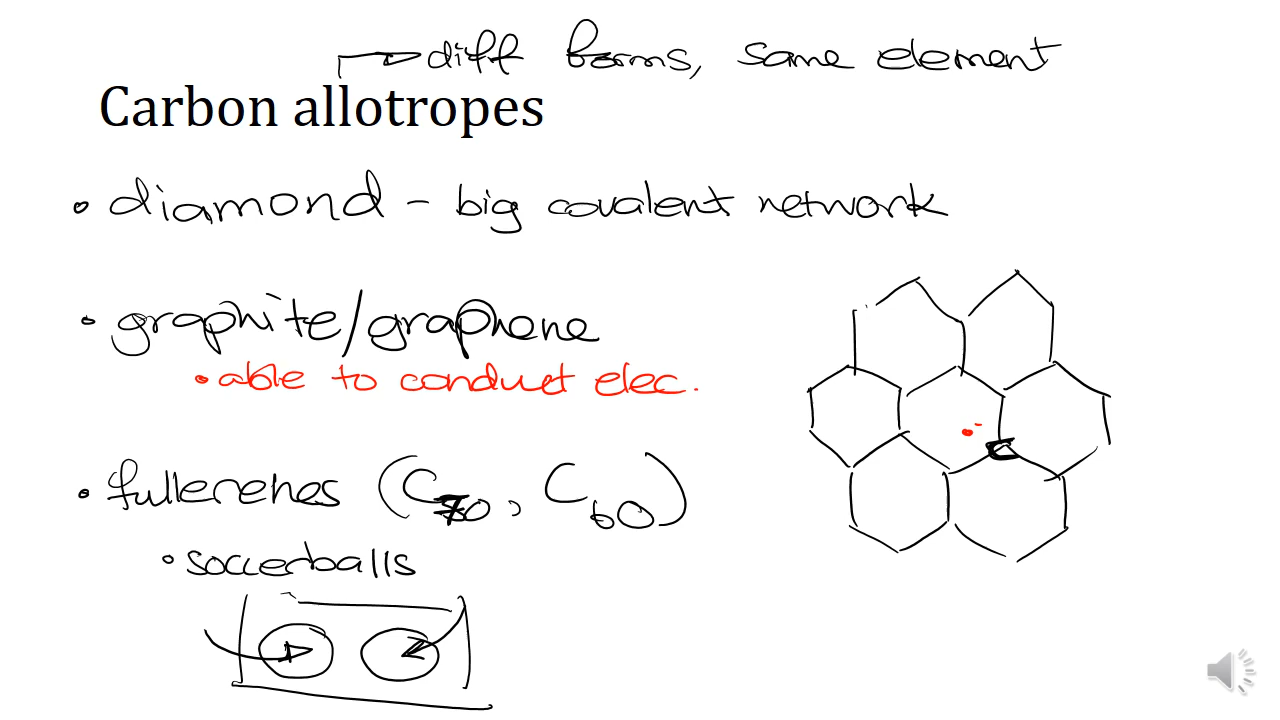 diff forms, same element
Carbon allotropes
• diamond - big covalent network
• graphite/graphene
• able to conduct elec.
• fullerenes (C70, C60)
• soccerballs